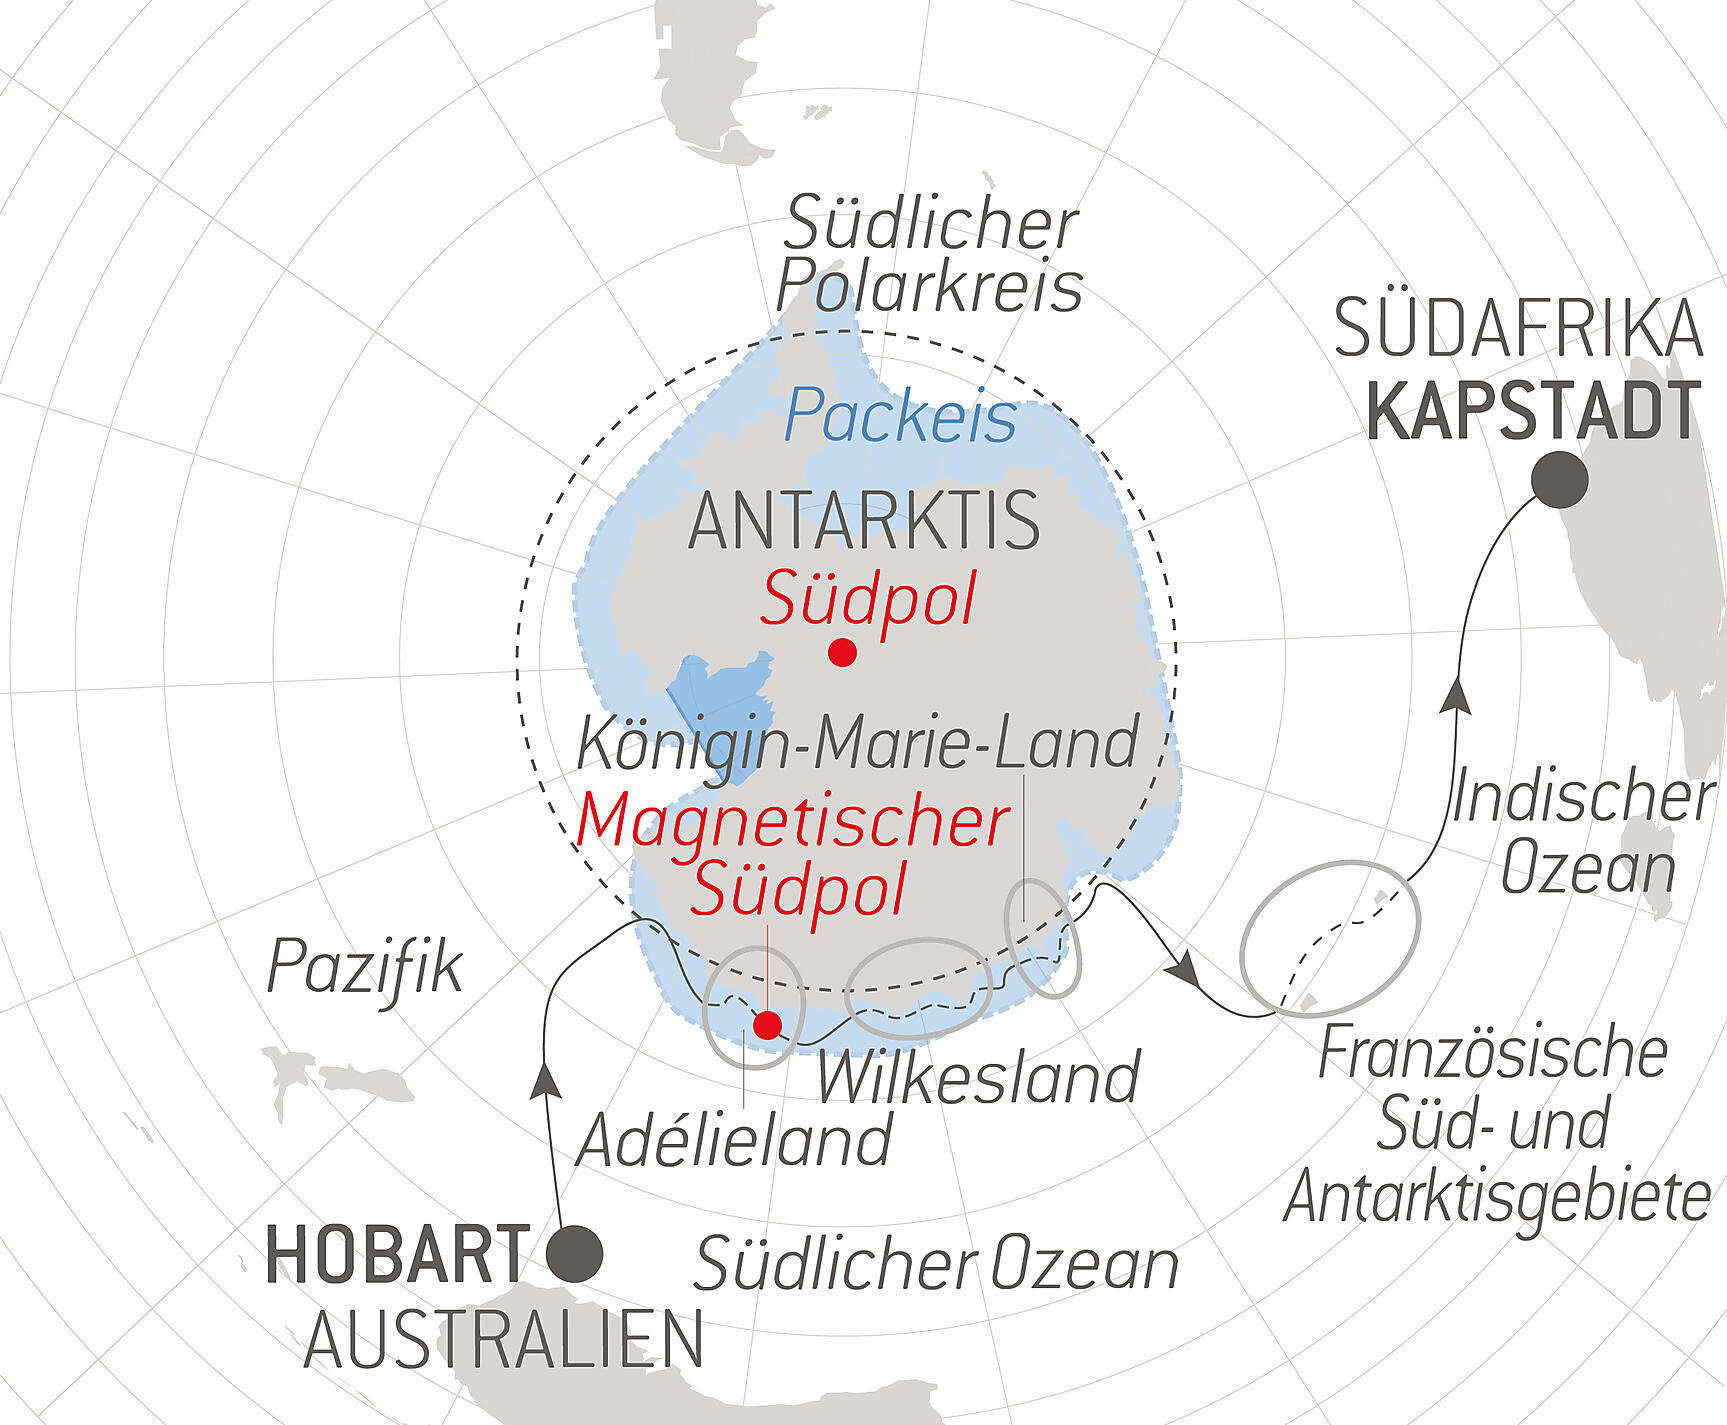 Südlicher
Polarkreis
SÜDAFRIKA
KAPSTADT
Packeis
ANTARKTIS
Südpol
Königin-Marie-Land
Magnetischer
Südpol
Indischer
Ozean
Pazifik
Wilkesland
Adélieland
Französische
Süd- und
Antarktisgebiete
HOBART
AUSTRALIEN
Südlicher Ozean